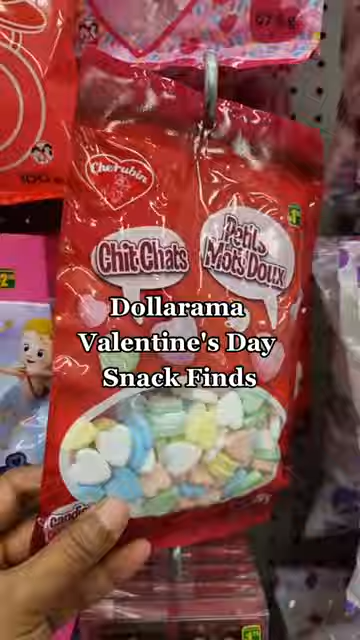 Cherubin
Chit Chats
Petits
Mots Doux
Dollarama
Valentine's Day
Snack Finds